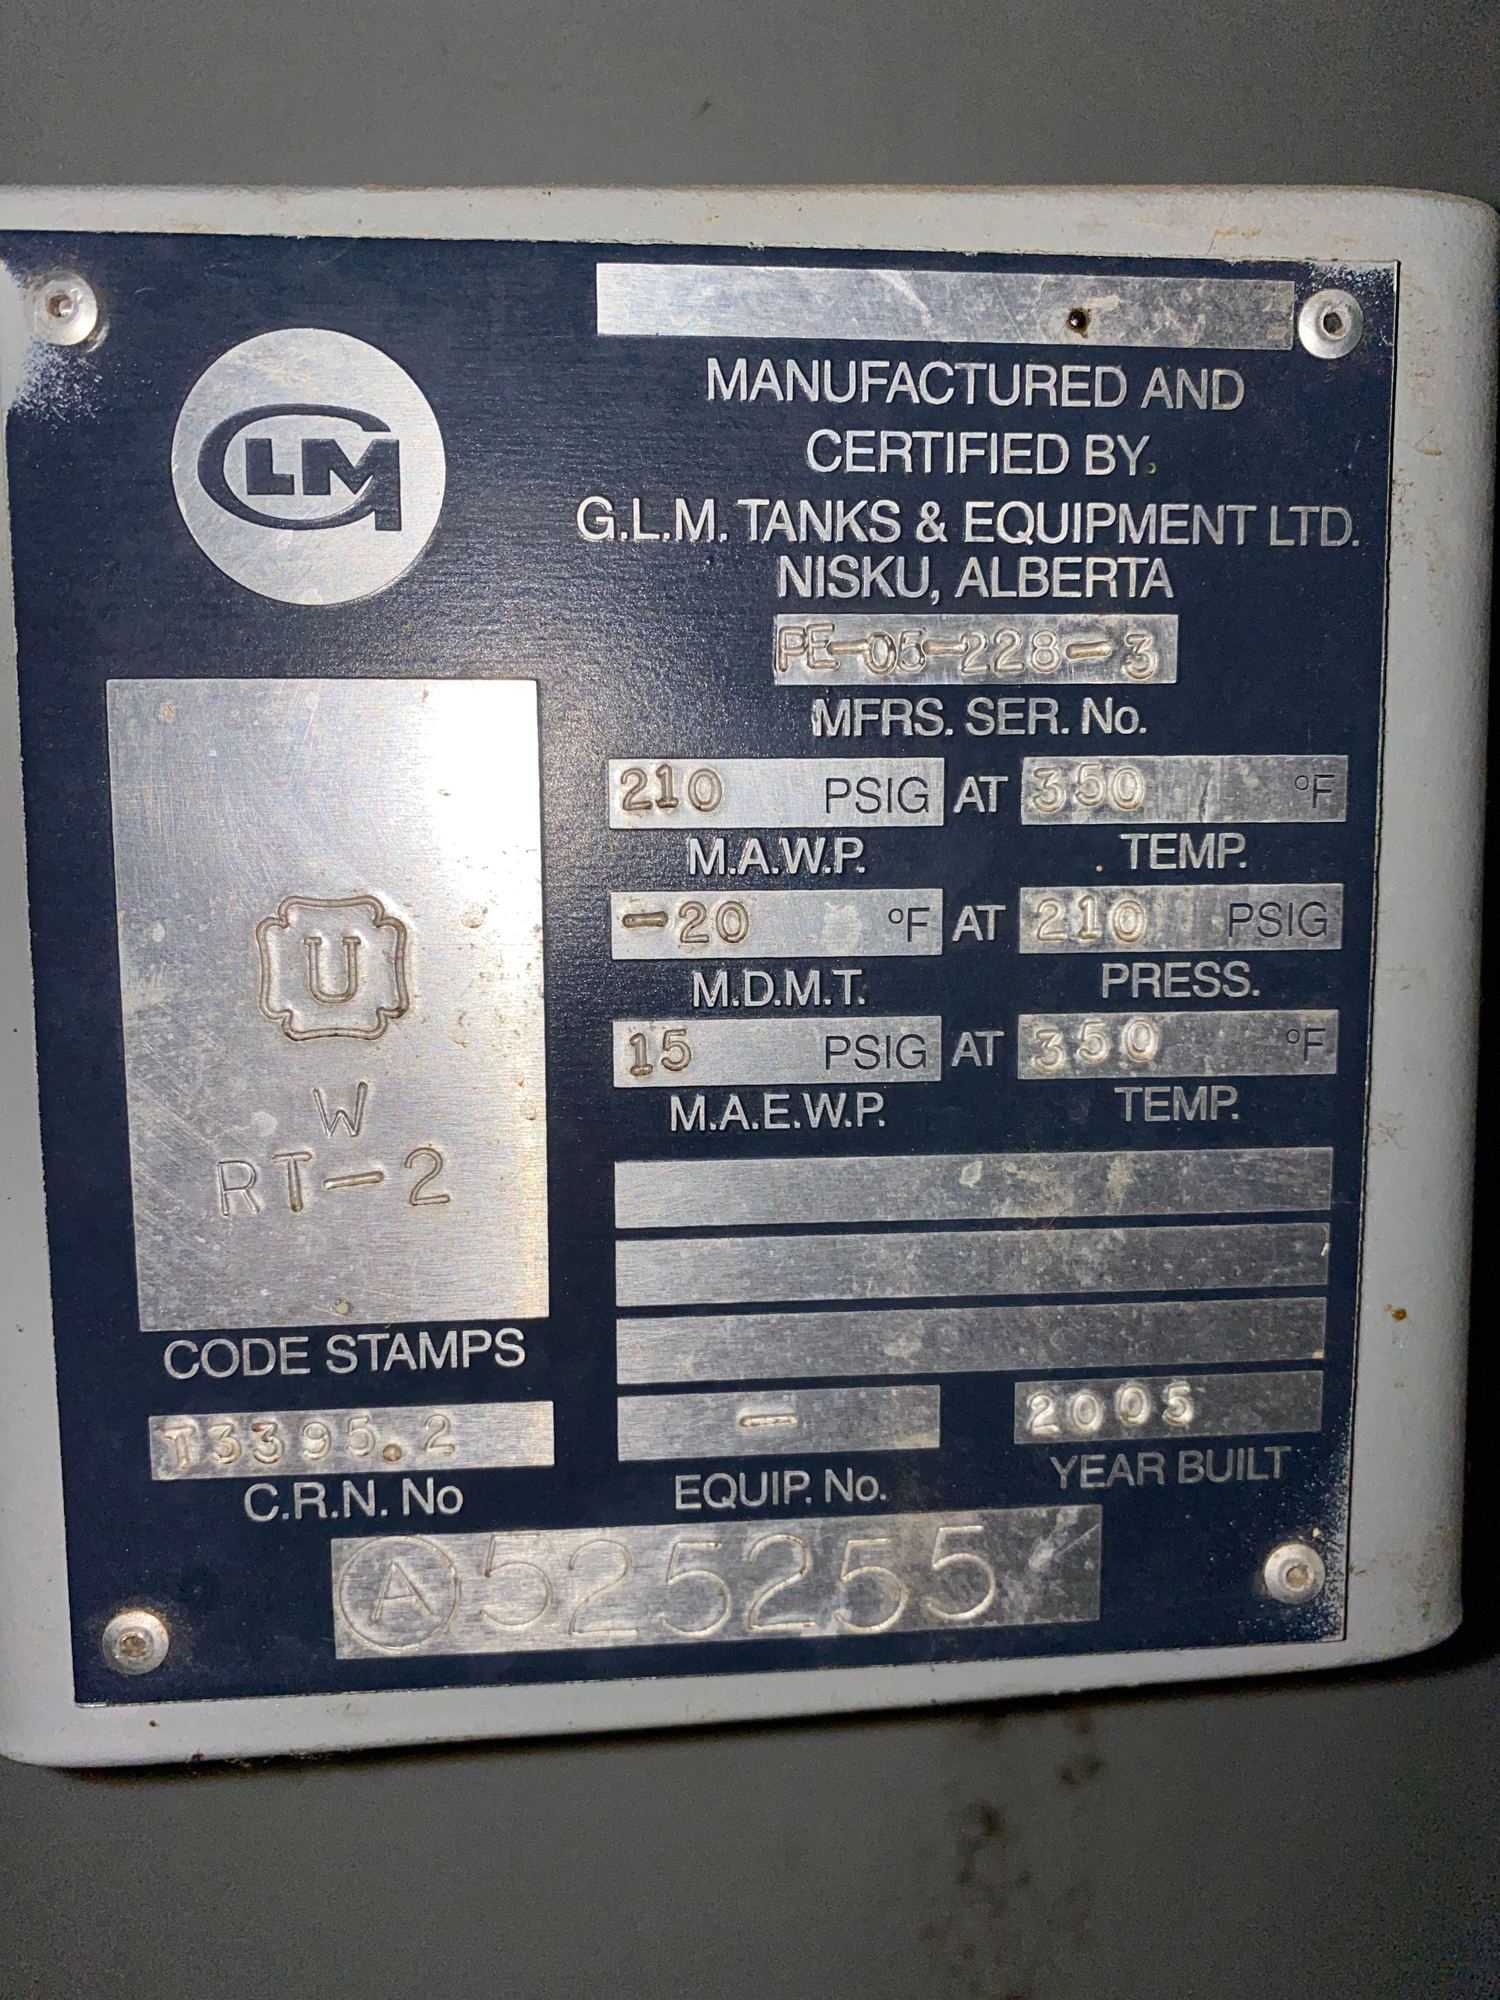 GLM
MANUFACTURED AND
CERTIFIED BY.
G.L.M. TANKS & EQUIPMENT LTD.
NISKU, ALBERTA
PE-05-228-3
MFRS. SER. No.
210 PSIG AT 350 °F
M.A.W.P. TEMP.
-20 °F AT 210 PSIG
M.D.M.T. PRESS.
15 PSIG AT 350 °F
M.A.E.W.P. TEMP.
U
W
RT-2
CODE STAMPS
T3395.2
C.R.N. No
-
EQUIP. No.
2005
YEAR BUILT
A 525255